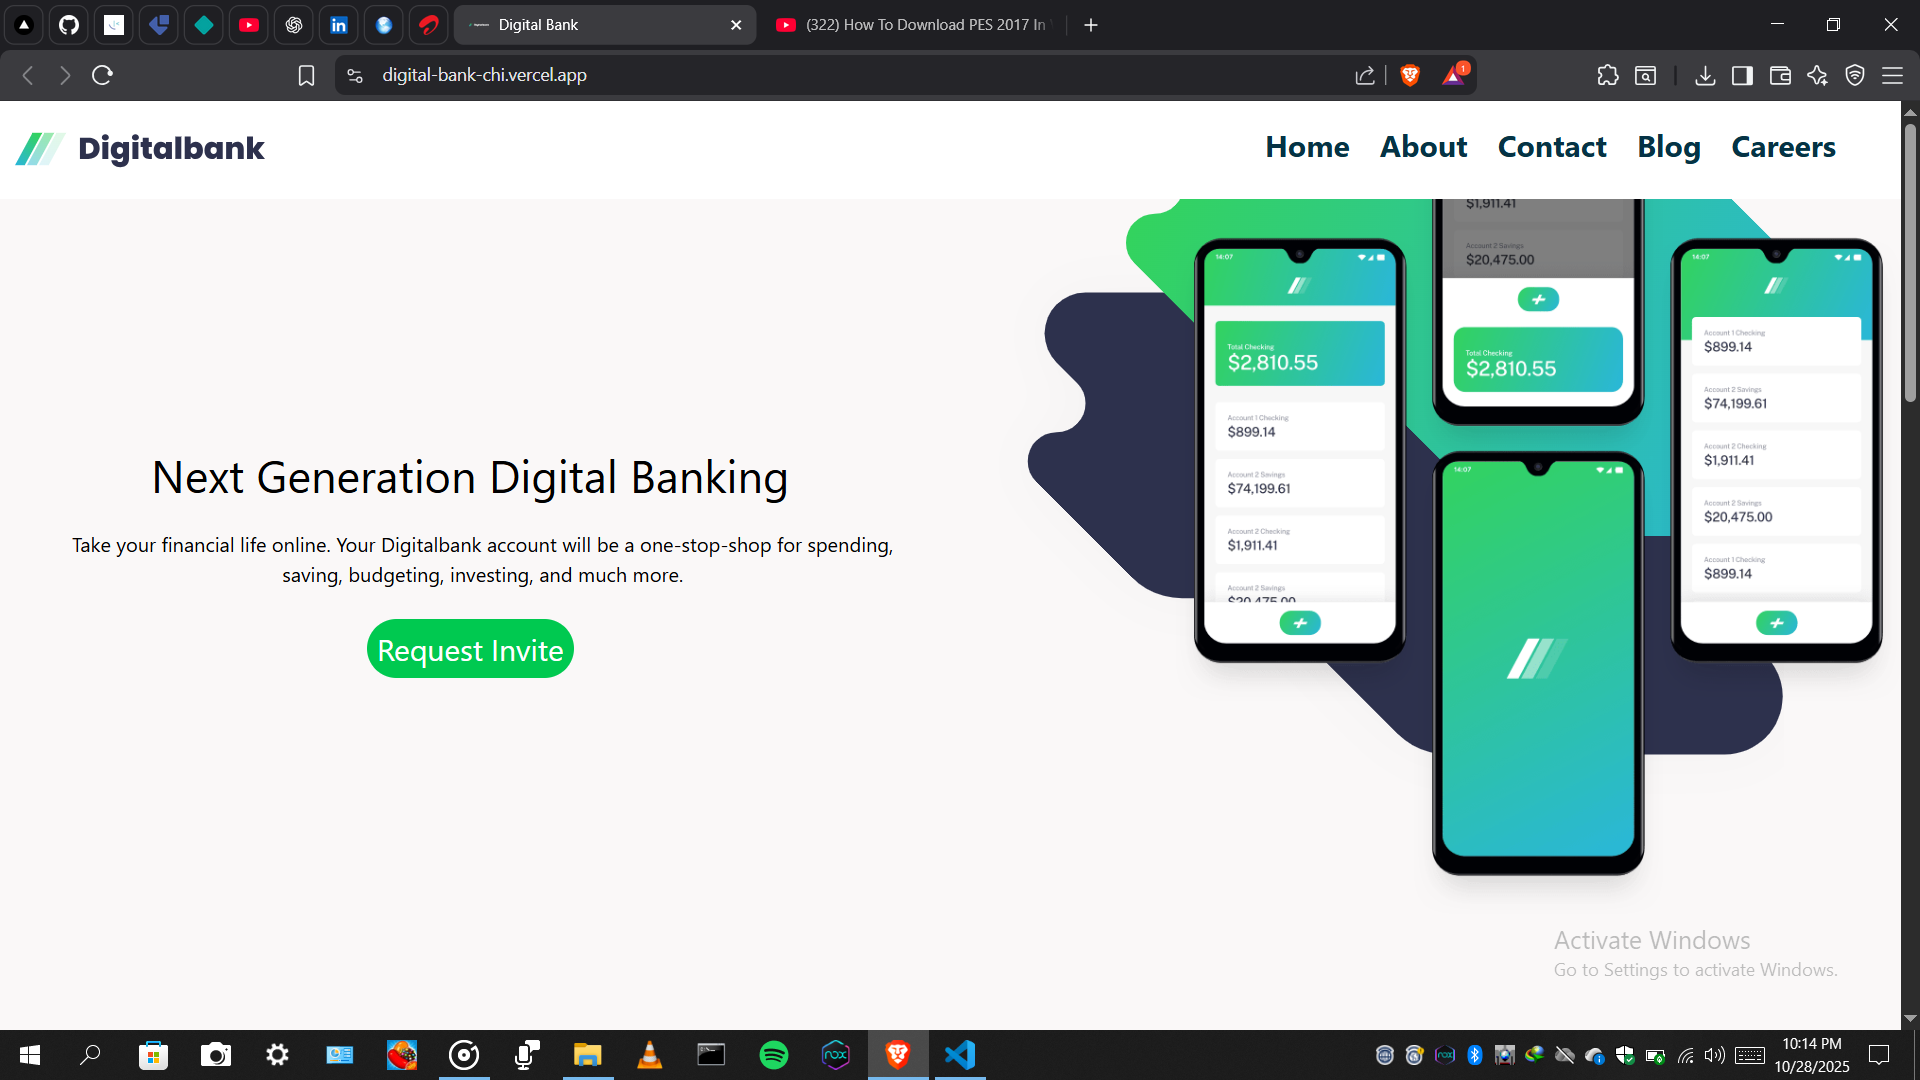 Digital Bank
(322) How To Download PES 2017 In
digital-bank-chi.vercel.app
1
Digitalbank
Home About Contact Blog Careers
Next Generation Digital Banking
Take your financial life online. Your Digitalbank account will be a one-stop-shop for spending,
saving, budgeting, investing, and much more.
Request Invite
14:07
Total Checking
$2,810.55
Account 1 Checking
$899.14
Account 2 Savings
$74,199.61
Account 2 Checking
$1,911.41
Account 2 Savings
$20,475.00
$1,911.41
Account 2 Savings
$20,475.00
Total Checking
$2,810.55
14:07
14:07
Account 1 Checking
$899.14
Account 2 Savings
$74,199.61
Account 2 Checking
$1,911.41
Account 2 Savings
$20,475.00
Account 1 Checking
$899.14
Activate Windows
Go to Settings to activate Windows.
nox
10:14 PM
10/28/2025